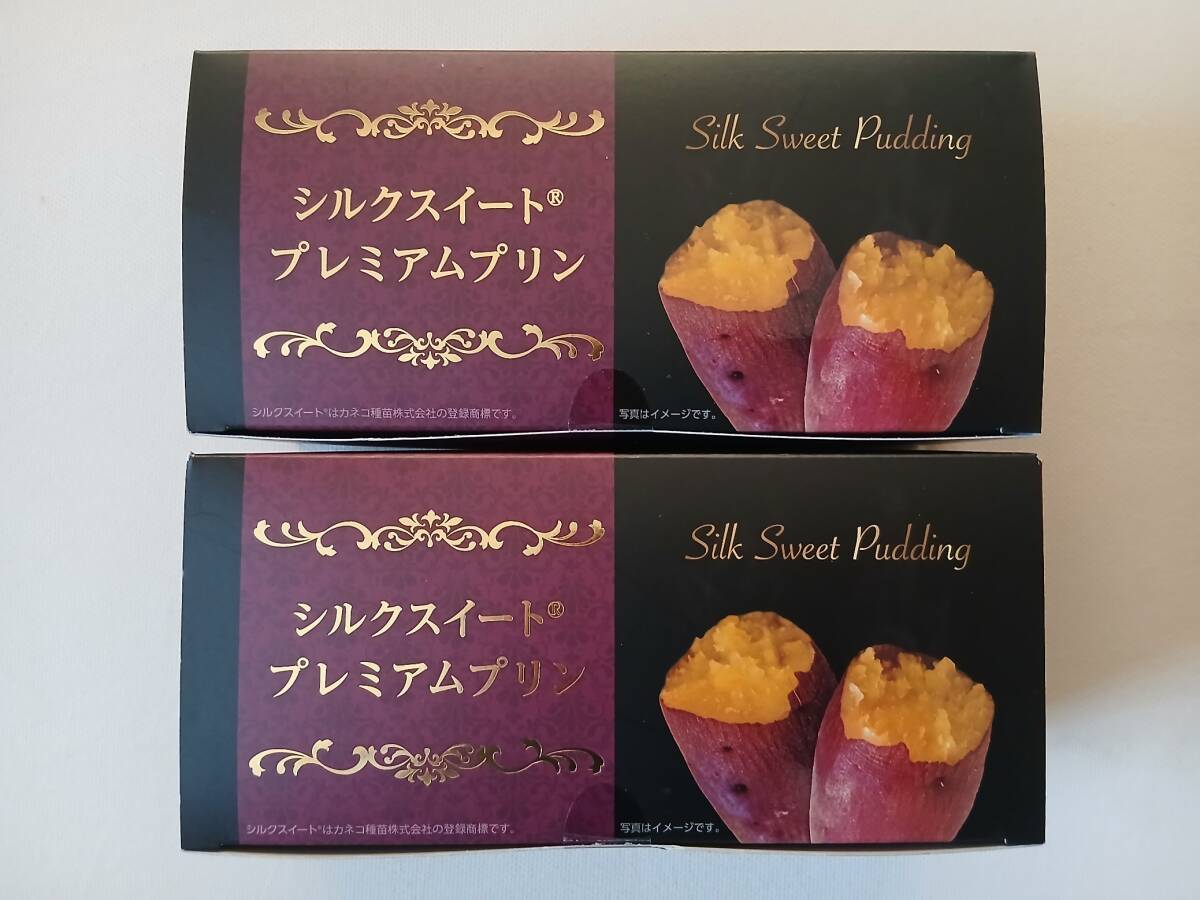 シルクスイート®
プレミアムプリン
シルクスイート®はカネコ種苗株式会社の登録商標です。
Silk Sweet Pudding
写真はイメージです。
シルクスイート®
プレミアムプリン
シルクスイート®はカネコ種苗株式会社の登録商標です。
Silk Sweet Pudding
写真はイメージです。